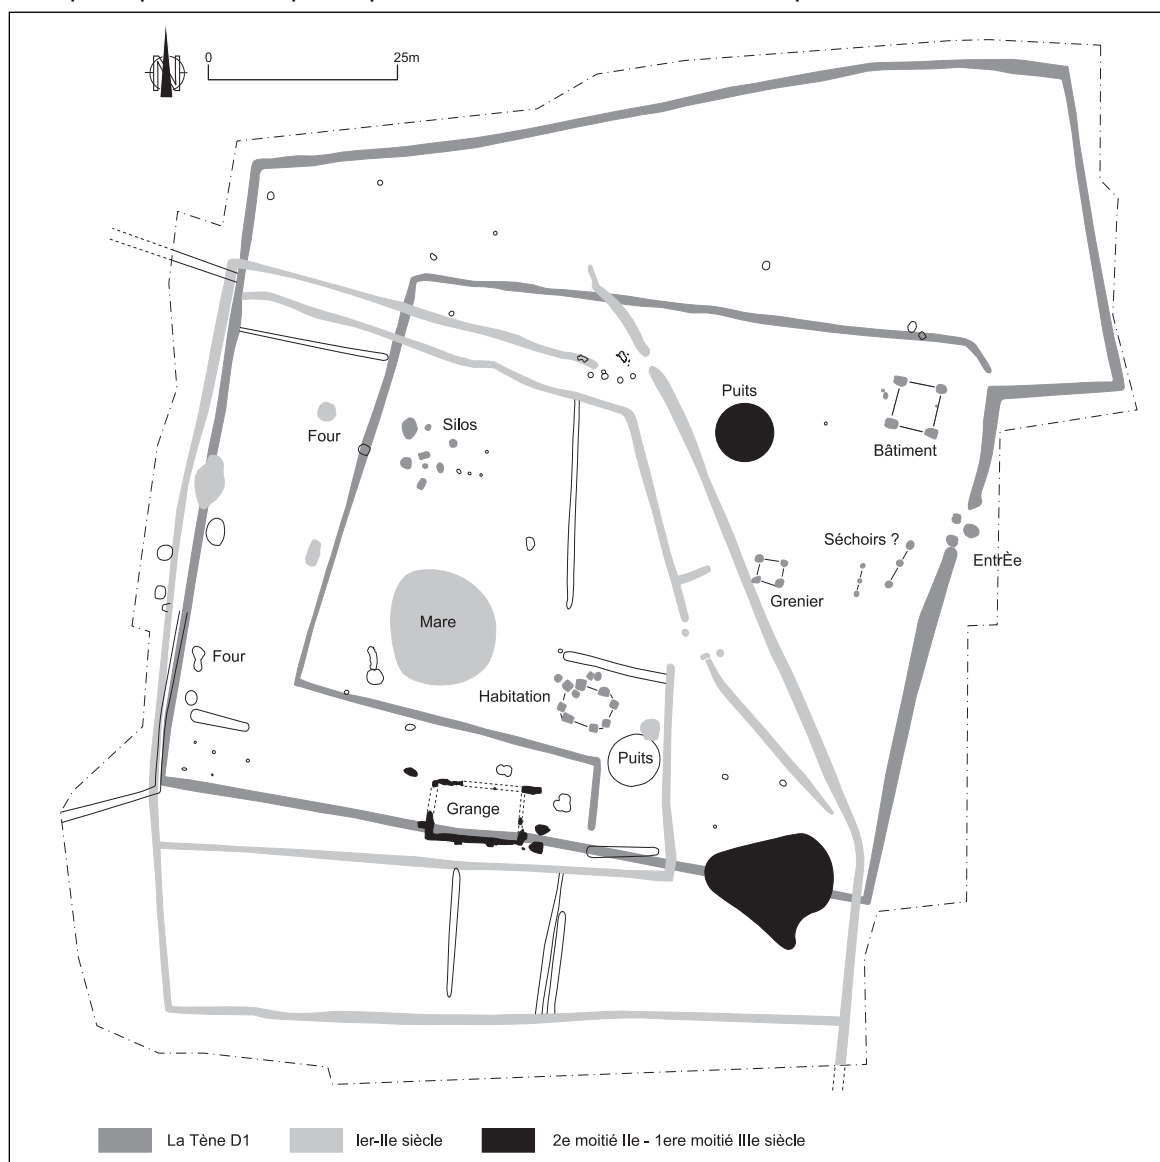 N
0 25m
Puits
Silos
Four
Bâtiment
Séchoirs ?
EntrÈe
Grenier
Mare
Four
Habitation
Puits
Grange
La Tène D1 Ier-IIe siècle 2e moitié IIe - 1ere moitié IIIe siècle